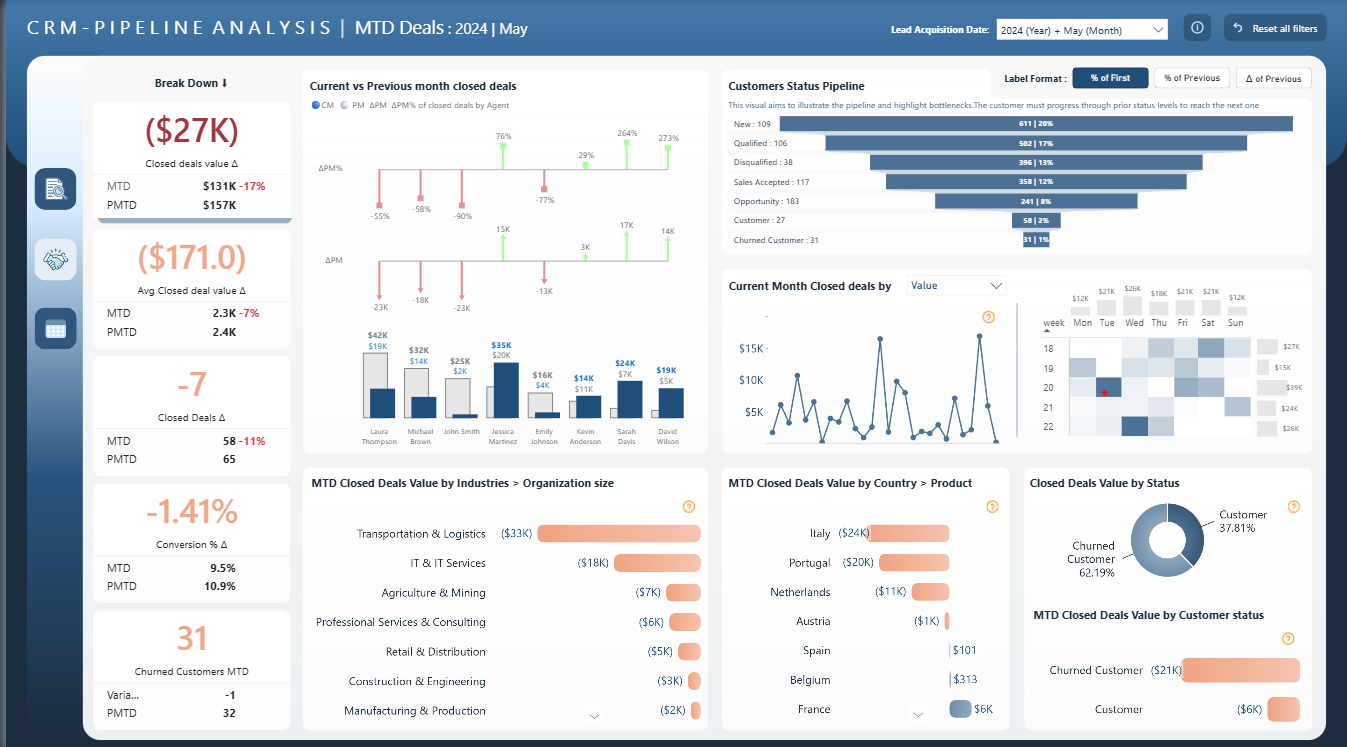 CRM-PIPELINE ANALYSIS | MTD Deals : 2024 | May
Lead Acquisition Date:
2024 (Year) + May (Month)
Reset all filters
Break Down ⬇
($27K)
Closed deals value Δ
MTD $131K -17%
PMTD $157K
($171.0)
Avg Closed deal value Δ
MTD 2.3K -7%
PMTD 2.4K
-7
Closed Deals Δ
MTD 58 -11%
PMTD 65
-1.41%
Conversion % Δ
MTD 9.5%
PMTD 10.9%
31
Churned Customers MTD
Varia... -1
PMTD 32
Current vs Previous month closed deals
CM PM ΔPM ΔPM% of closed deals by Agent
ΔPM%
-55% -58% -90% 76% -77% 29% 264% 273%
ΔPM
-23K -18K -23K 15K -13K 3K 17K 14K
$42K $32K $25K $35K $16K $14K $24K $19K
$19K $14K $2K $20K $4K $11K $7K $5K
Laura Michael John Smith Jessica Emily Kevin Sarah David
Thompson Brown Martinez Johnson Anderson Davis Wilson
Customers Status Pipeline
Label Format :
% of First
% of Previous
Δ of Previous
This visual aims to illustrate the pipeline and highlight bottlenecks.The customer must progress through prior status levels to reach the next one
New : 109 611 | 20%
Qualified : 106 502 | 17%
Disqualified : 38 396 | 13%
Sales Accepted : 117 358 | 12%
Opportunity : 183 241 | 8%
Customer : 27 58 | 2%
Churned Customer : 31 31 | 1%
Current Month Closed deals by
Value
?
$15K
$10K
$5K
$12K $21K $26K $18K $21K $21K $12K
week Mon Tue Wed Thu Fri Sat Sun
18 $27K
19 $15K
20 $39K
21 $24K
22 $26K
MTD Closed Deals Value by Industries > Organization size
?
Transportation & Logistics ($33K)
IT & IT Services ($18K)
Agriculture & Mining ($7K)
Professional Services & Consulting ($6K)
Retail & Distribution ($5K)
Construction & Engineering ($3K)
Manufacturing & Production ($2K)
MTD Closed Deals Value by Country > Product
?
Italy ($24K)
Portugal ($20K)
Netherlands ($11K)
Austria ($1K)
Spain $101
Belgium $313
France $6K
Closed Deals Value by Status
?
Customer
37.81%
Churned
Customer
62.19%
MTD Closed Deals Value by Customer status
?
Churned Customer ($21K)
Customer ($6K)